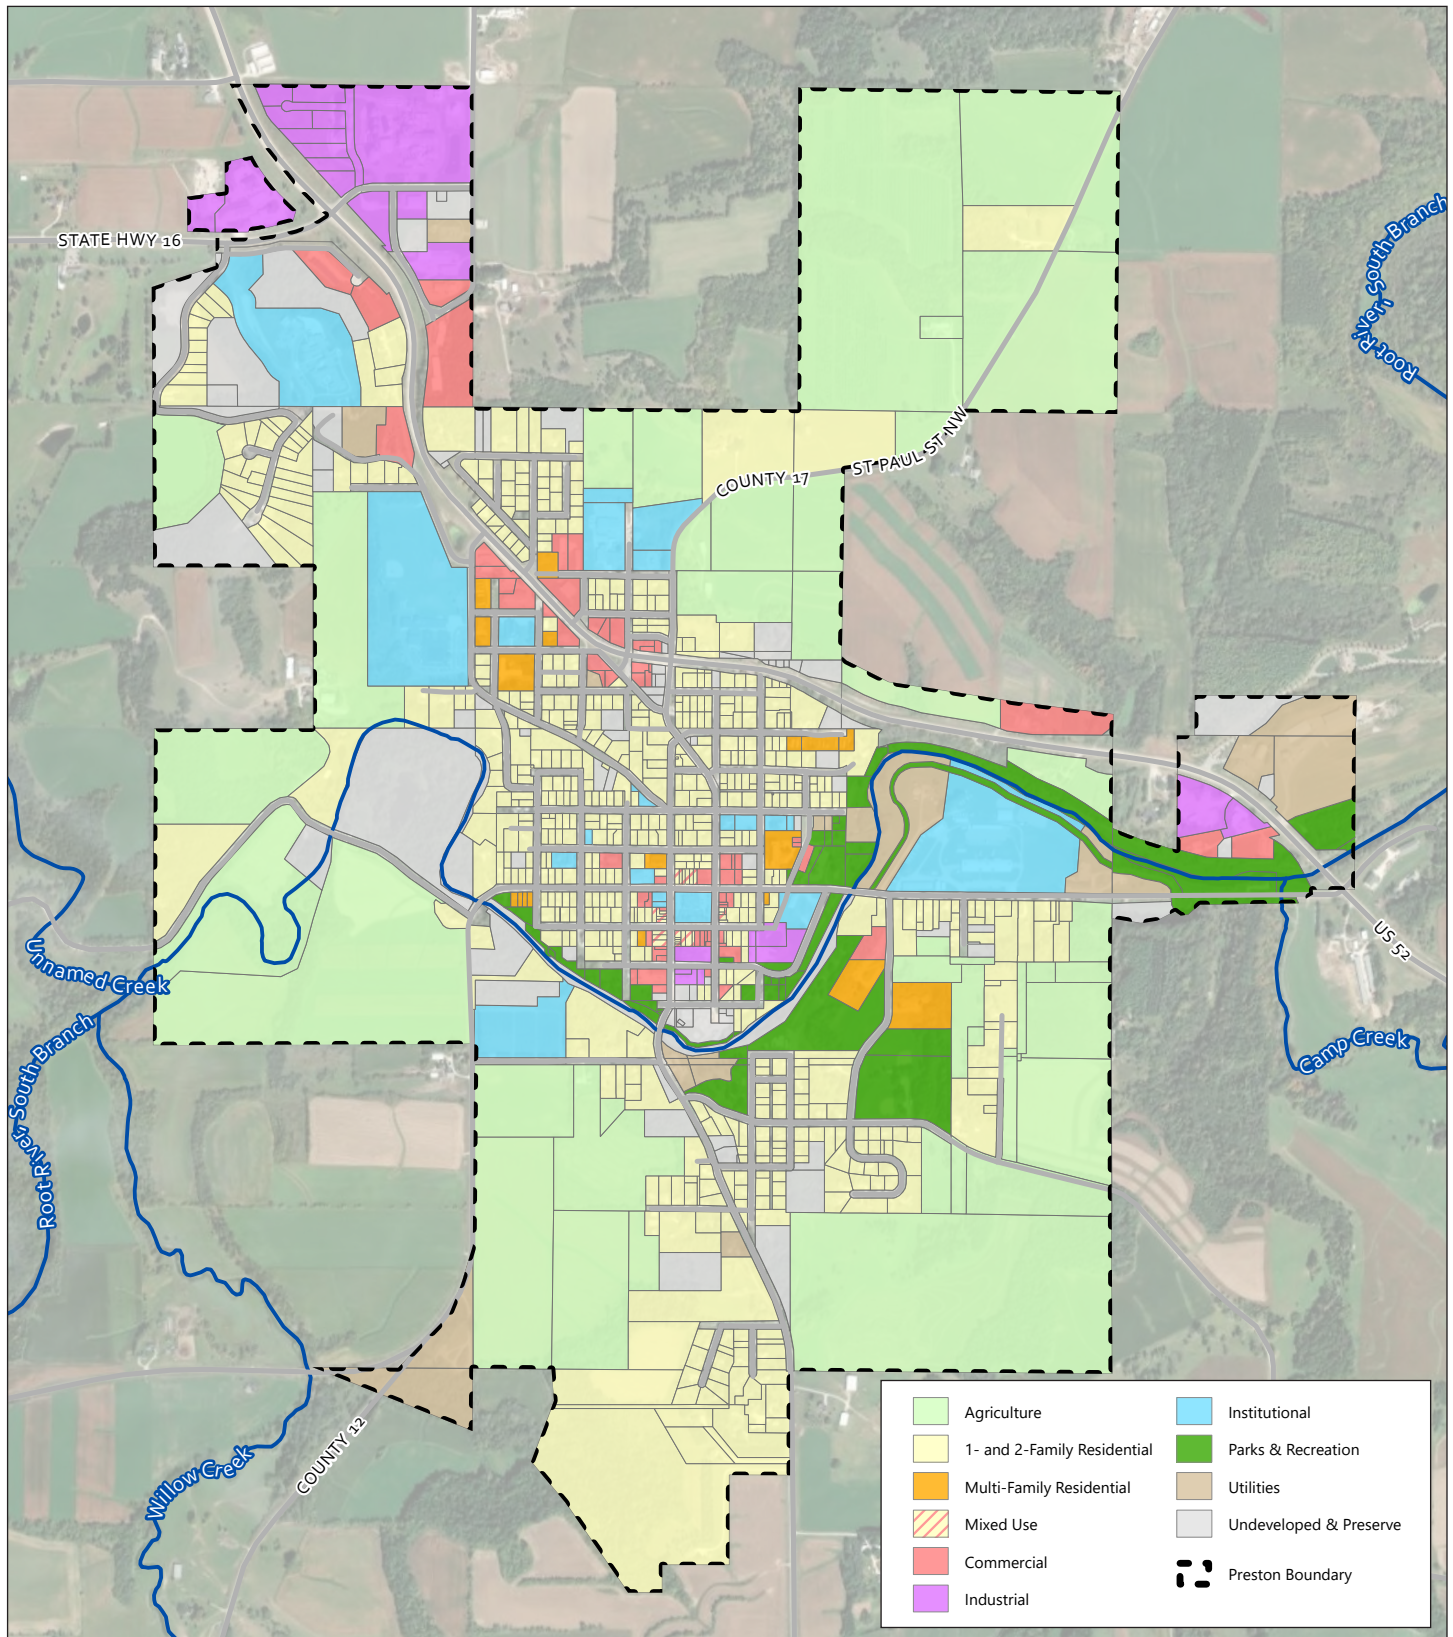 Root River, South Branch
STATE HWY 16
ST PAUL ST NW
COUNTY 17
US 52
Unnamed Creek
Root River, South Branch
Camp Creek
COUNTY 12
Willow Creek
Agriculture
1- and 2-Family Residential
Multi-Family Residential
Mixed Use
Commercial
Industrial
Institutional
Parks & Recreation
Utilities
Undeveloped & Preserve
Preston Boundary